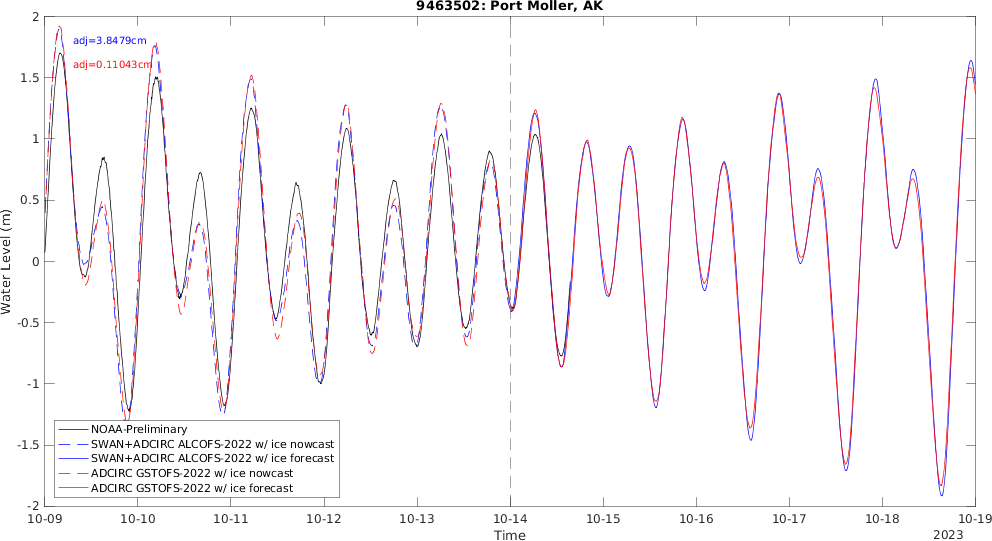 9463502: Port Moller, AK
adj=3.8479cm
adj=0.11043cm
Water Level (m)
2
1.5
1
0.5
0
-0.5
-1
-1.5
-2
NOAA-Preliminary
SWAN+ADCIRC ALCOFS-2022 w/ ice nowcast
SWAN+ADCIRC ALCOFS-2022 w/ ice forecast
ADCIRC GSTOFS-2022 w/ ice nowcast
ADCIRC GSTOFS-2022 w/ ice forecast
10-09 10-10 10-11 10-12 10-13 10-14 10-15 10-16 10-17 10-18 10-19
Time
2023